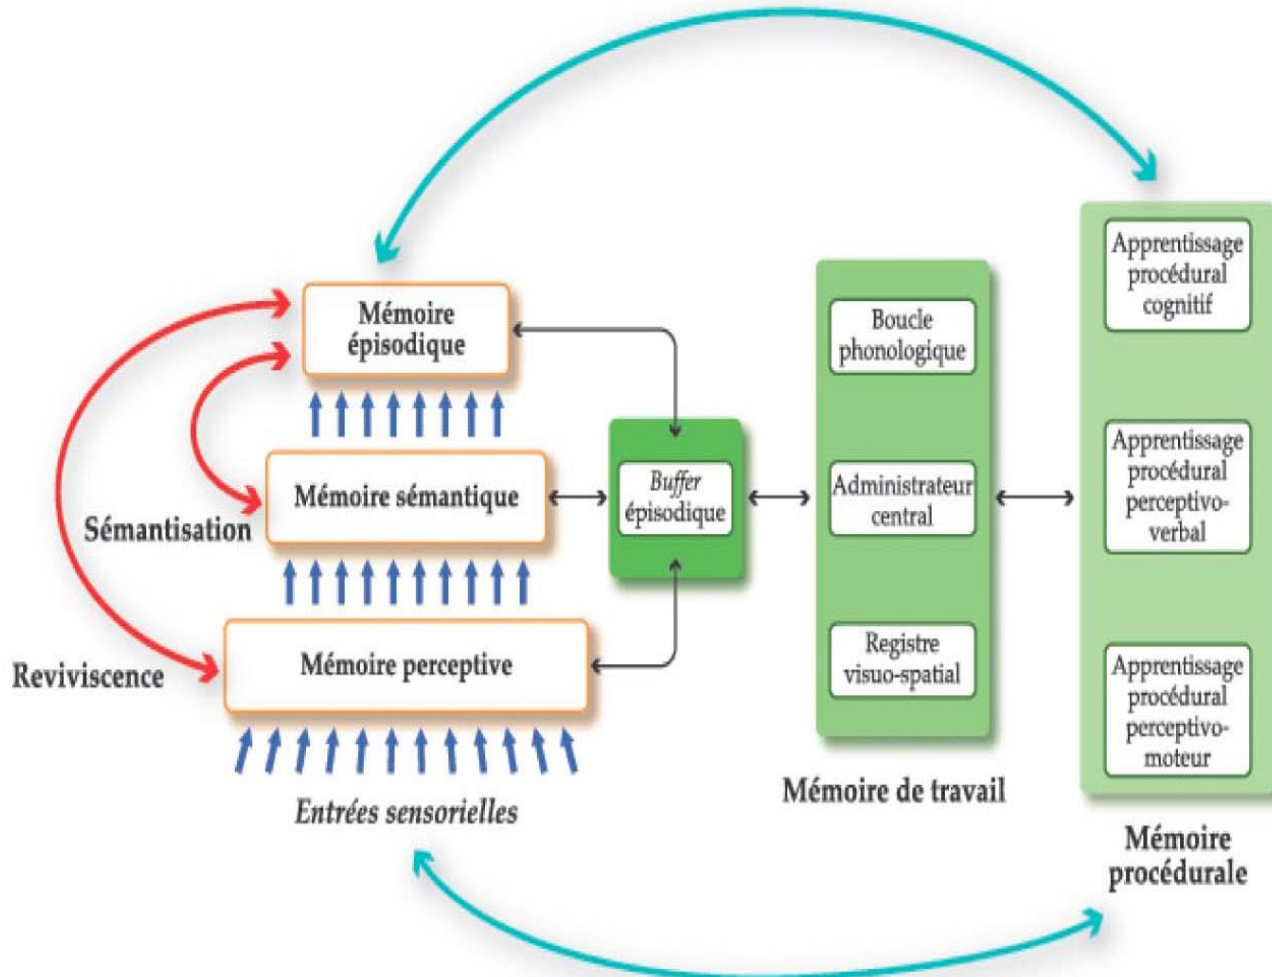 Mémoire
épisodique
Mémoire sémantique
Sémantisation
Mémoire perceptive
Reviviscence
Entrées sensorielles
Buffer
épisodique
Boucle
phonologique
Administrateur
central
Registre
visuo-spatial
Mémoire de travail
Apprentissage
procédural
cognitif
Apprentissage
procédural
perceptivo-
verbal
Apprentissage
procédural
perceptivo-
moteur
Mémoire
procédurale